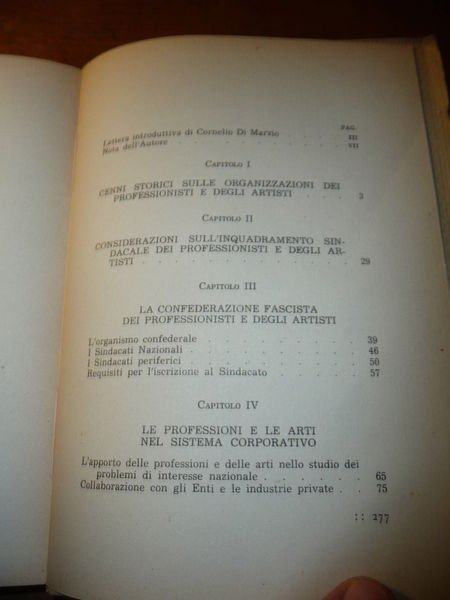 PAG.
Lettera introduttiva di Cornelio Di Marzio . . . . III
Nota dell'Autore . . . . . . . . . . . VII
CAPITOLO I
CENNI STORICI SULLE ORGANIZZAZIONI DEI
PROFESSIONISTI E DEGLI ARTISTI . . . . 3
CAPITOLO II
CONSIDERAZIONI SULL'INQUADRAMENTO SIN-
DACALE DEI PROFESSIONISTI E DEGLI AR-
TISTI . . . . . . . . . . . . 29
CAPITOLO III
LA CONFEDERAZIONE FASCISTA
DEI PROFESSIONISTI E DEGLI ARTISTI
L'organismo confederale . . . . . . . . 39
I Sindacati Nazionali . . . . . . . . . 46
I Sindacati periferici . . . . . . . . . 50
Requisiti per l'iscrizione al Sindacato . . . . . 57
CAPITOLO IV
LE PROFESSIONI E LE ARTI
NEL SISTEMA CORPORATIVO
L'apporto delle professioni e delle arti nello studio dei
problemi di interesse nazionale . . . . . . 65
Collaborazione con gli Enti e le industrie private . . 75
:: 177